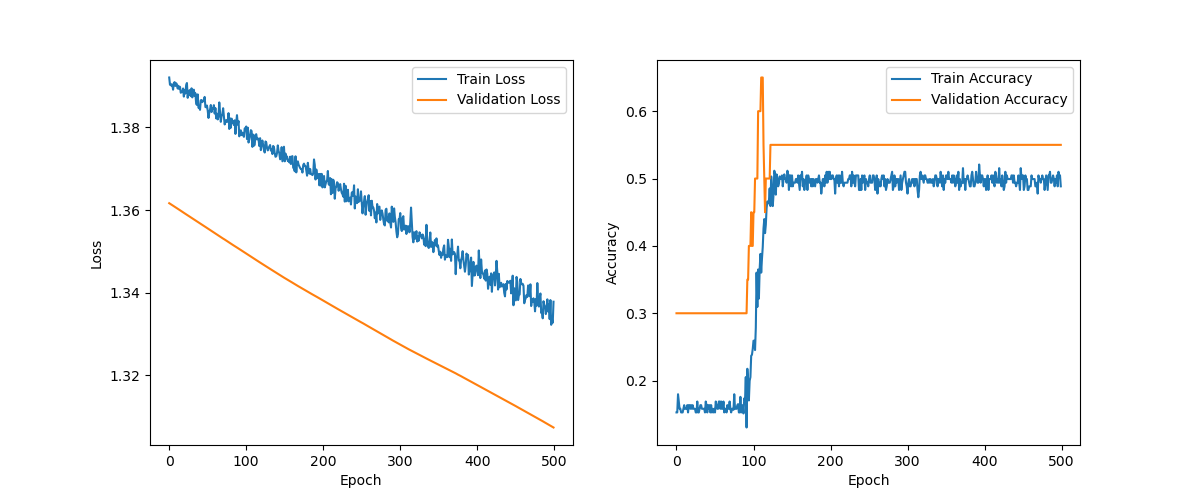 Train Loss
Validation Loss
1.38
1.36
1.34
1.32
Loss
0
100
200
300
400
500
Epoch
Train Accuracy
Validation Accuracy
0.6
0.5
0.4
0.3
0.2
Accuracy
0
100
200
300
400
500
Epoch